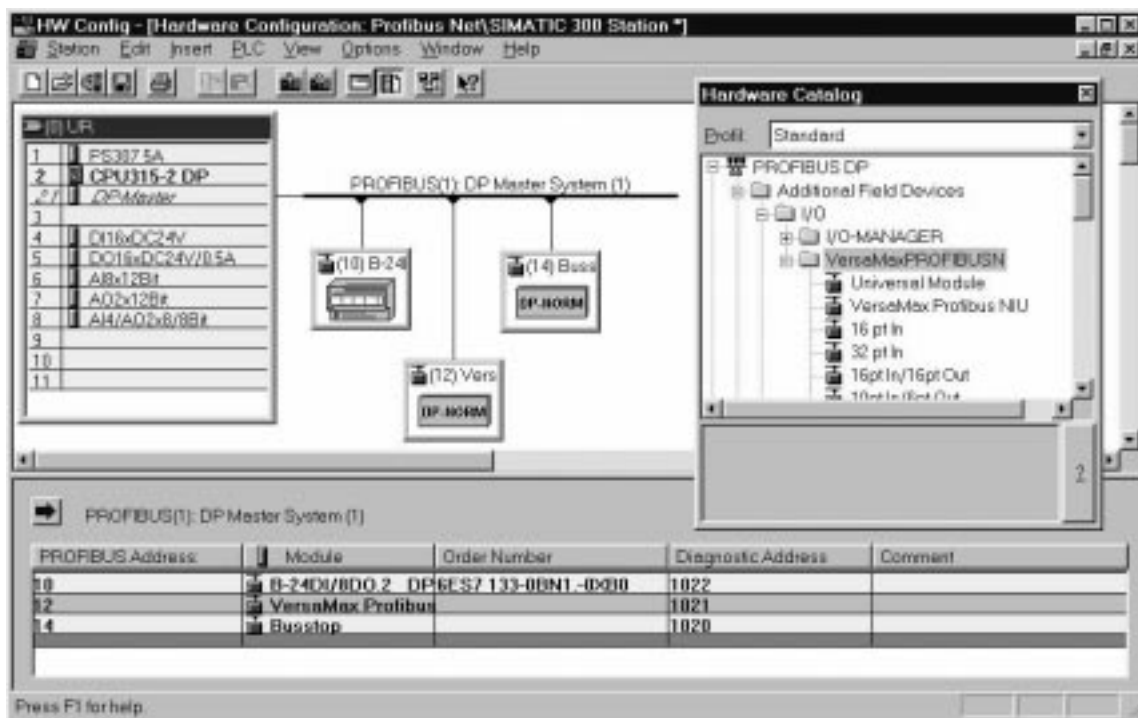 HW Config - [Hardware Configuration: Profibus Net\SIMATIC 300 Station *]
Station Edit Insert PLC View Options Window Help
(0) UR
1 PS307 5A
2 CPU315-2 DP
2.1 DP-Master
3
4 DI16xDC24V
5 DO16xDC24V/0.5A
6 AI8x12Bit
7 AO2x12Bit
8 AI4/AO2x8/8Bit
9
10
11
PROFIBUS(1): DP Master System (1)
(10) B-24I
(14) Buss
DP-NORM
(12) Vers
DP-NORM
Hardware Catalog
Profil: Standard
PROFIBUS DP
Additional Field Devices
I/O
I/O-MANAGER
VersaMaxPROFIBUSN
Universal Module
VersaMax Profibus NIU
16 pt In
32 pt In
16pt In/16pt Out
10pt In/6pt Out
?
PROFIBUS(1): DP Master System (1)
PROFIBUS Address: Module Order Number Diagnostic Address Comment
10 B-24DI/8DO.2 DP 6ES7 133-0BN1.-0XB0 1022
12 VersaMax Profibus 1021
14 Busstop 1020
Press F1 for help.